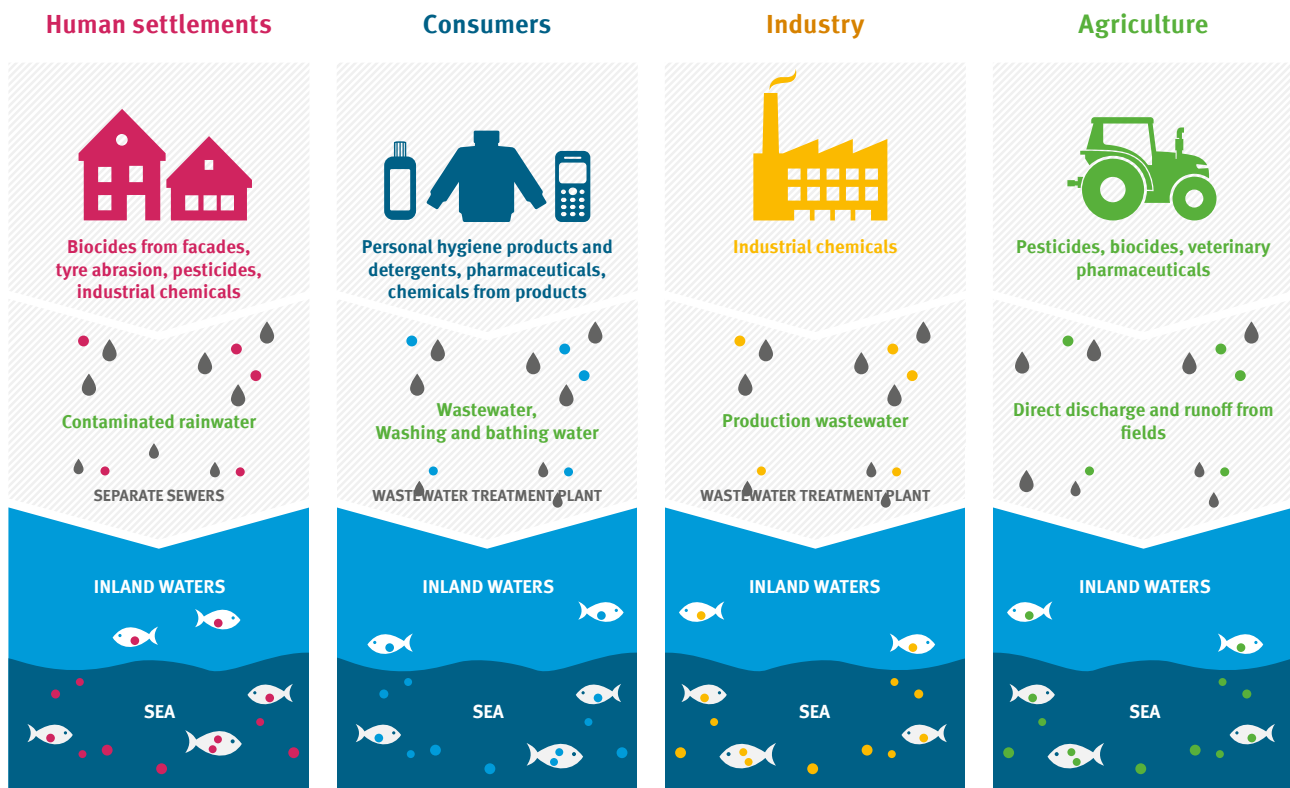 Human settlements
Biocides from facades,
tyre abrasion, pesticides,
industrial chemicals
Contaminated rainwater
SEPARATE SEWERS
INLAND WATERS
SEA
Consumers
Personal hygiene products and
detergents, pharmaceuticals,
chemicals from products
Wastewater,
Washing and bathing water
WASTEWATER TREATMENT PLANT
INLAND WATERS
SEA
Industry
Industrial chemicals
Production wastewater
WASTEWATER TREATMENT PLANT
INLAND WATERS
SEA
Agriculture
Pesticides, biocides, veterinary
pharmaceuticals
Direct discharge and runoff from
fields
INLAND WATERS
SEA